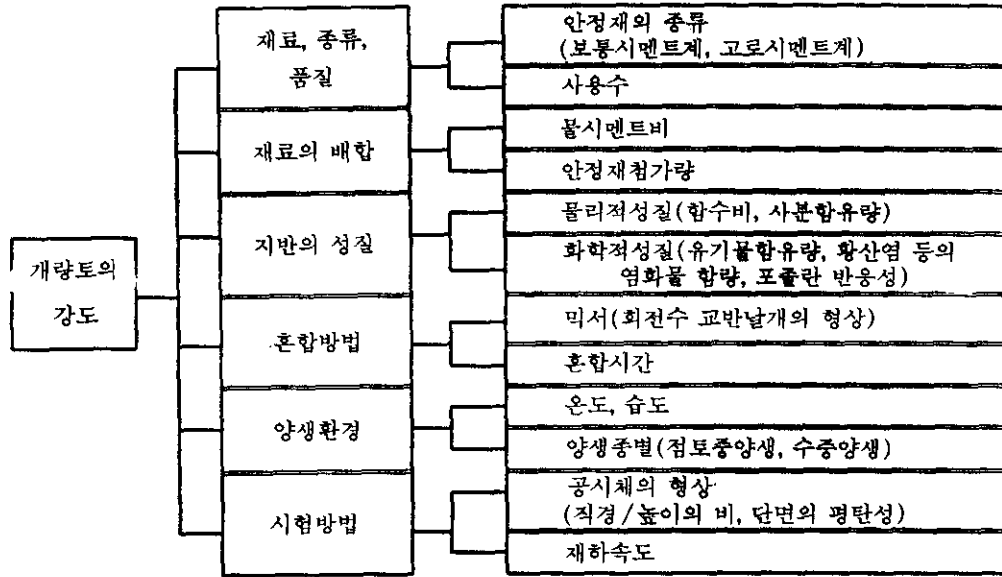 개량토의
강도
재료, 종류,
품질
안정재의 종류
(보통시멘트계, 고로시멘트계)
사용수
재료의 배합
물시멘트비
안정재첨가량
지반의 성질
물리적성질(함수비, 사분함유량)
화학적성질(유기물함유량, 황산염 등의
염화물 함량, 포졸란 반응성)
혼합방법
믹서(회전수 교반날개의 형상)
혼합시간
양생환경
온도, 습도
양생종별(점토중양생, 수중양생)
시험방법
공시체의 형상
(직경/높이의 비, 단면의 평탄성)
재하속도